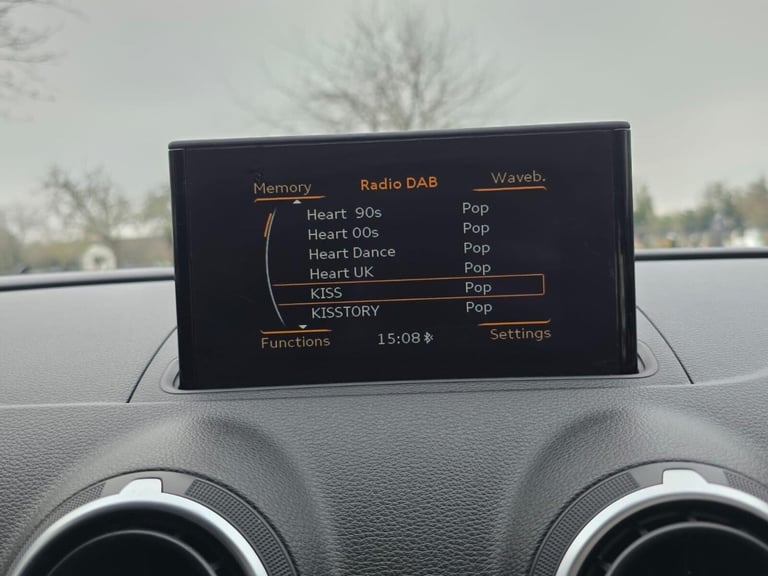 Memory Radio DAB Waveb.
Heart 90s Pop
Heart 00s Pop
Heart Dance Pop
Heart UK Pop
KISS Pop
KISSTORY Pop
Functions 15:08 Settings